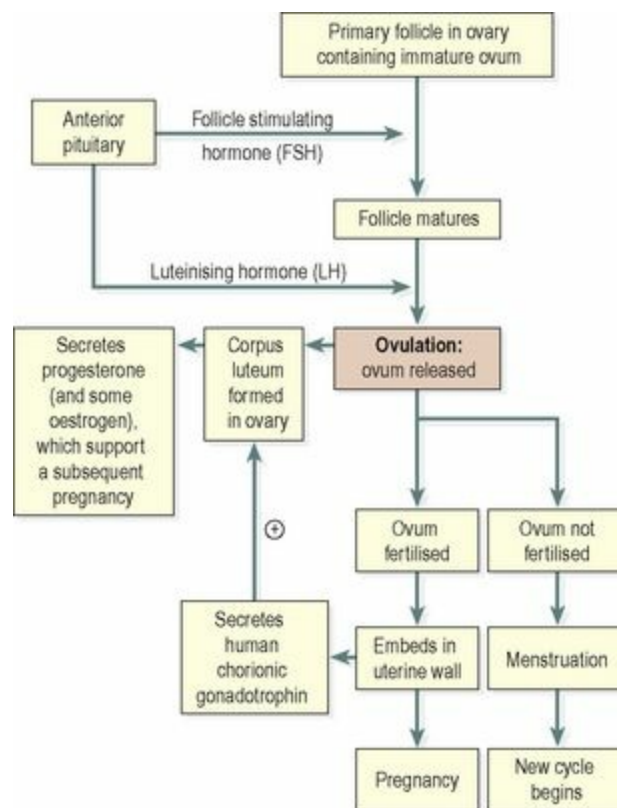 Primary follicle in ovary
containing immature ovum
Anterior
pituitary
Follicle stimulating
hormone (FSH)
Follicle matures
Luteinising hormone (LH)
Secretes
progesterone
(and some
oestrogen),
which support
a subsequent
pregnancy
Corpus
luteum
formed
in ovary
Ovulation:
ovum released
+
Ovum
fertilised
Ovum not
fertilised
Secretes
human
chorionic
gonadotrophin
Embeds in
uterine wall
Menstruation
Pregnancy
New cycle
begins